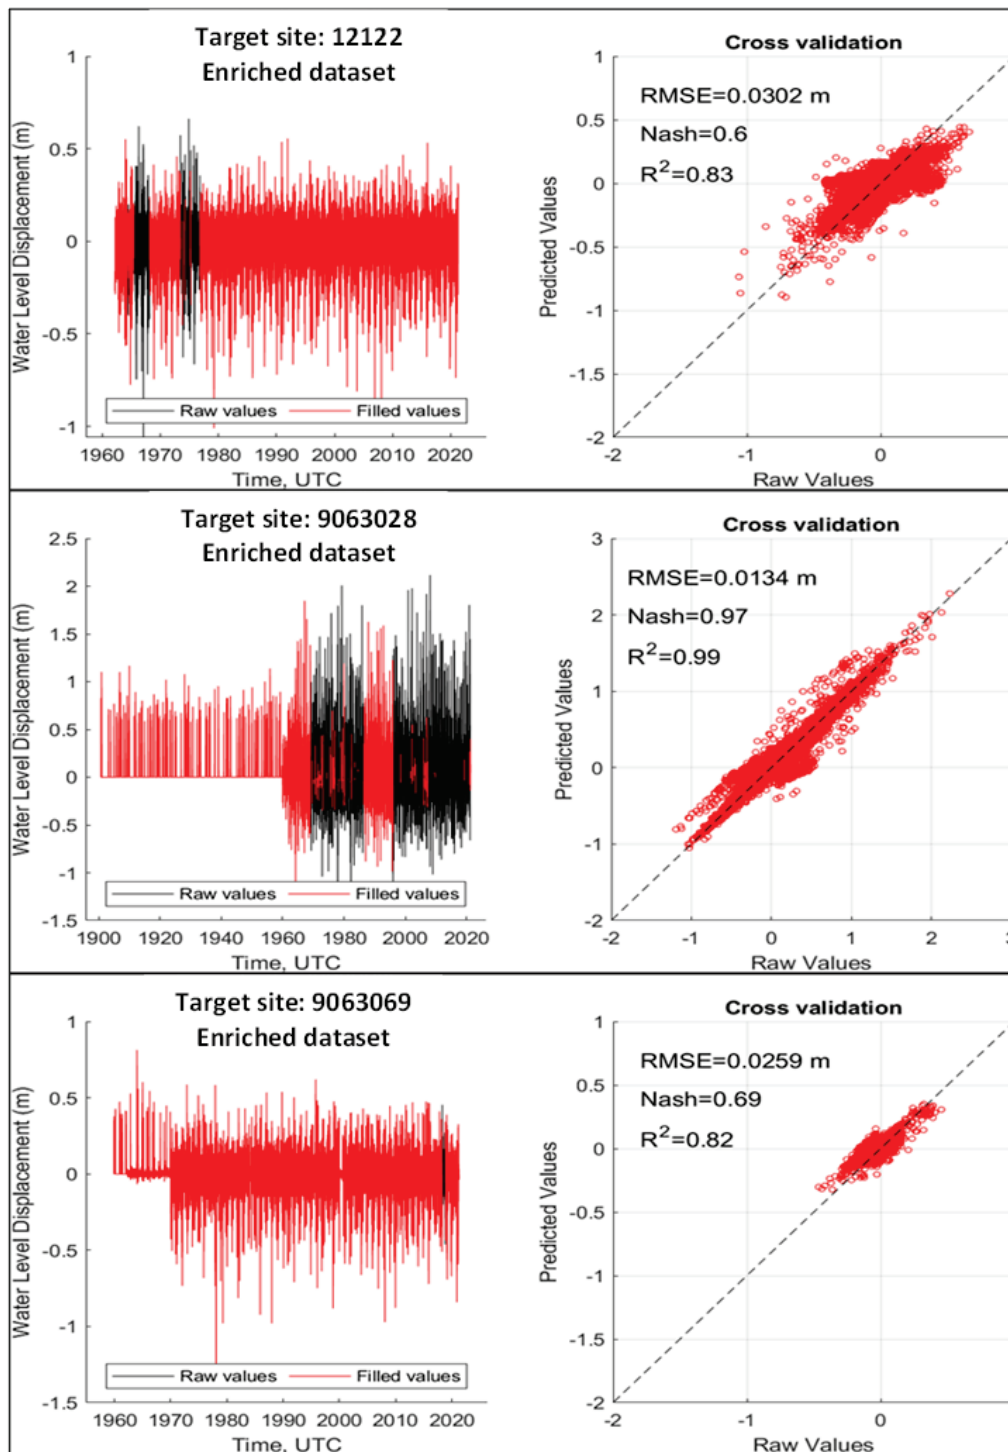 Target site: 12122
Enriched dataset
Water Level Displacement (m)
1
0.5
0
-0.5
-1
Raw values
Filled values
1960 1970 1980 1990 2000 2010 2020
Time, UTC
Cross validation
RMSE=0.0302 m
Nash=0.6
R²=0.83
Predicted Values
1
0.5
0
-0.5
-1
-1.5
-2
-2 -1 0
Raw Values
Target site: 9063028
Enriched dataset
Water Level Displacement (m)
2.5
2
1.5
1
0.5
0
-0.5
-1
-1.5
Raw values
Filled values
1900 1920 1940 1960 1980 2000 2020
Time, UTC
Cross validation
RMSE=0.0134 m
Nash=0.97
R²=0.99
Predicted Values
3
2
1
0
-1
-2
-2 -1 0 1 2 3
Raw Values
Target site: 9063069
Enriched dataset
Water Level Displacement (m)
1
0.5
0
-0.5
-1
-1.5
Raw values
Filled values
1960 1970 1980 1990 2000 2010 2020
Time, UTC
Cross validation
RMSE=0.0259 m
Nash=0.69
R²=0.82
Predicted Values
1
0.5
0
-0.5
-1
-1.5
-2
-2 -1 0
Raw Values